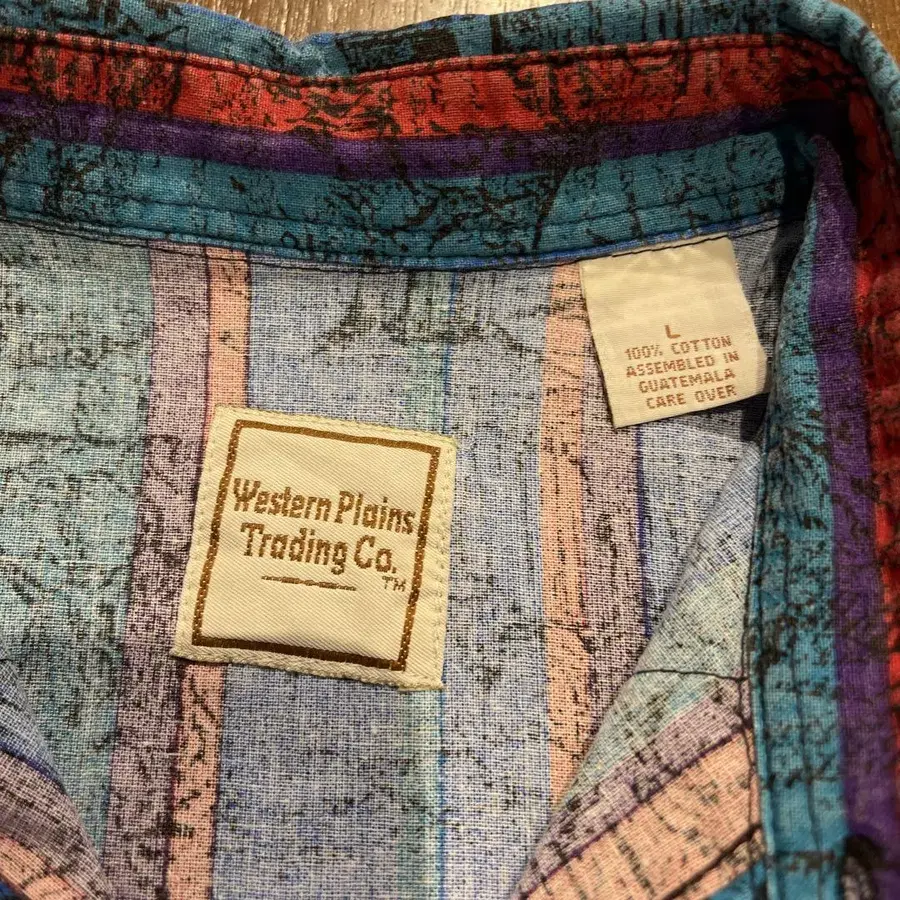 L
100% COTTON
ASSEMBLED IN
GUATEMALA
CARE OVER
Western Plains
Trading Co.
TM